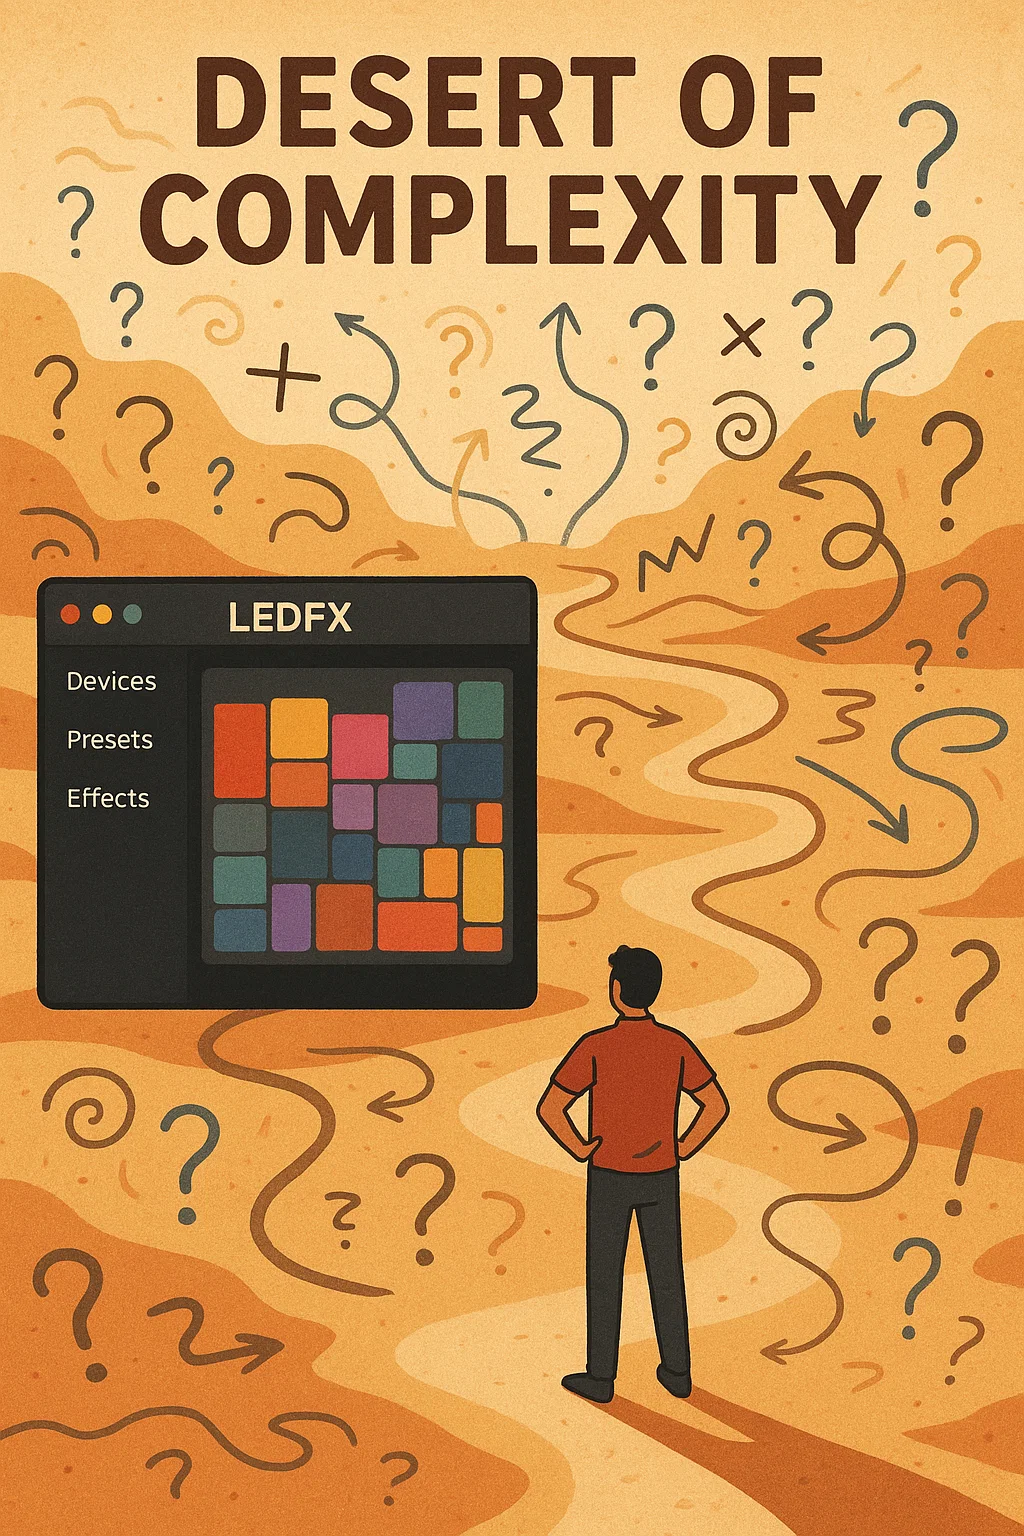 DESERT OF
COMPLEXITY
LEDFX
Devices
Presets
Effects